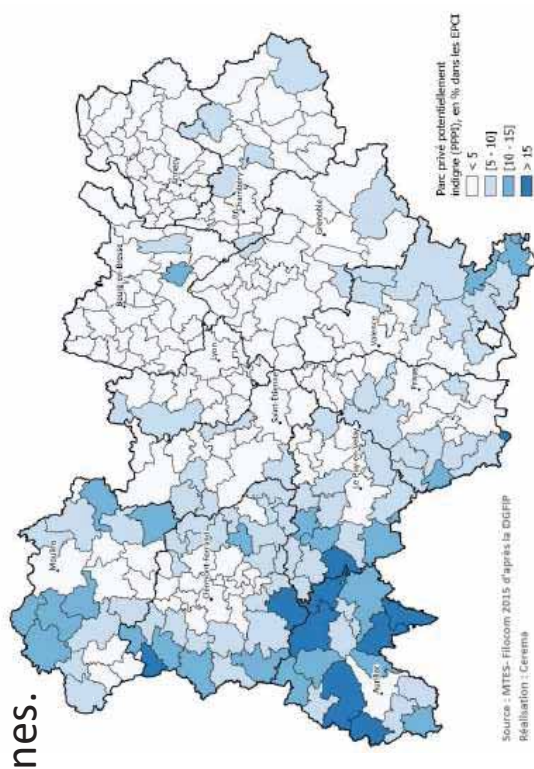 nes.
Parc privé potentiellement
indigne (PPPI), en % dans les EPCI
< 5
[5 - 10]
[10 - 15]
> 15
Moulins
Bourg en Bresse
Annecy
Clermont-Ferrand
Lyon
Chambéry
Saint-Etienne
Grenoble
Le Puy-en-Velay
Aurillac
Valence
Privas
Source : MTES- Filocom 2015 d'après la DGFIP
Réalisation : Cerema